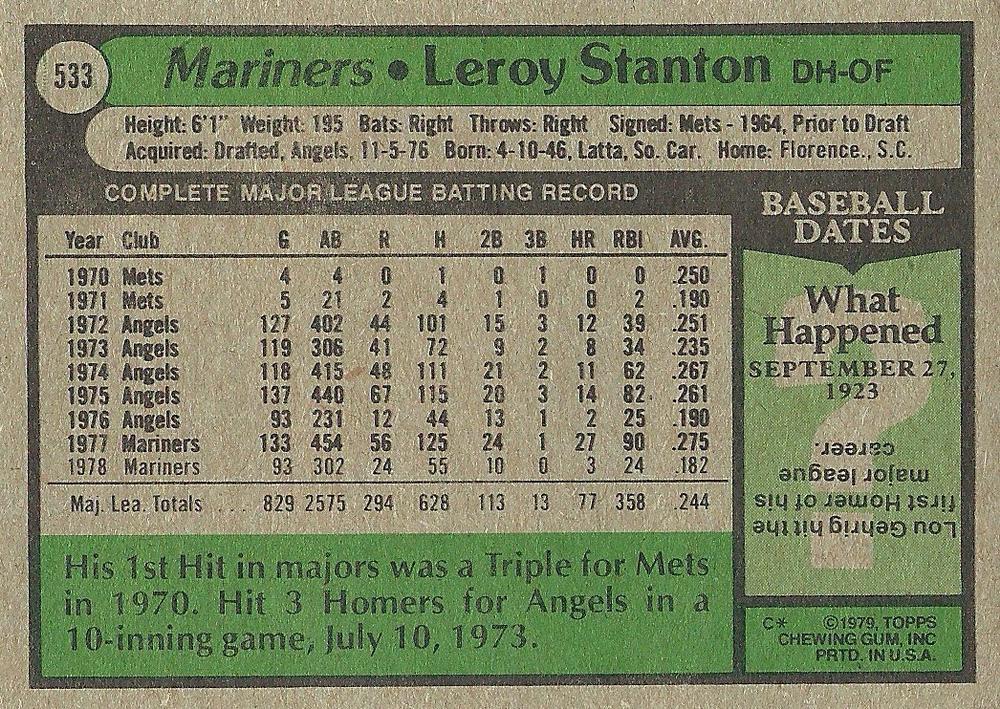 533
Mariners • Leroy Stanton DH-OF
Height: 6'1" Weight: 195 Bats: Right Throws: Right Signed: Mets - 1964, Prior to Draft
Acquired: Drafted, Angels, 11-5-76 Born: 4-10-46, Latta, So. Car. Home: Florence., S.C.
COMPLETE MAJOR LEAGUE BATTING RECORD
Year Club G AB R H 2B 3B HR RBI AVG.
1970 Mets 4 4 0 1 0 1 0 0 .250
1971 Mets 5 21 2 4 1 0 0 2 .190
1972 Angels 127 402 44 101 15 3 12 39 .251
1973 Angels 119 306 41 72 9 2 8 34 .235
1974 Angels 118 415 48 111 21 2 11 62 .267
1975 Angels 137 440 67 115 20 3 14 82 .261
1976 Angels 93 231 12 44 13 1 2 25 .190
1977 Mariners 133 454 56 125 24 1 27 90 .275
1978 Mariners 93 302 24 55 10 0 3 24 .182
Maj. Lea. Totals ... 829 2575 294 628 113 13 77 358 .244
His 1st Hit in majors was a Triple for Mets
in 1970. Hit 3 Homers for Angels in a
10-inning game, July 10, 1973.
BASEBALL
DATES
What
Happened
SEPTEMBER 27,
1923
Lou Gehrig hit the
first Homer of his
major league
career.
C* ©1979, TOPPS
CHEWING GUM, INC
PRTD. IN U.S.A.